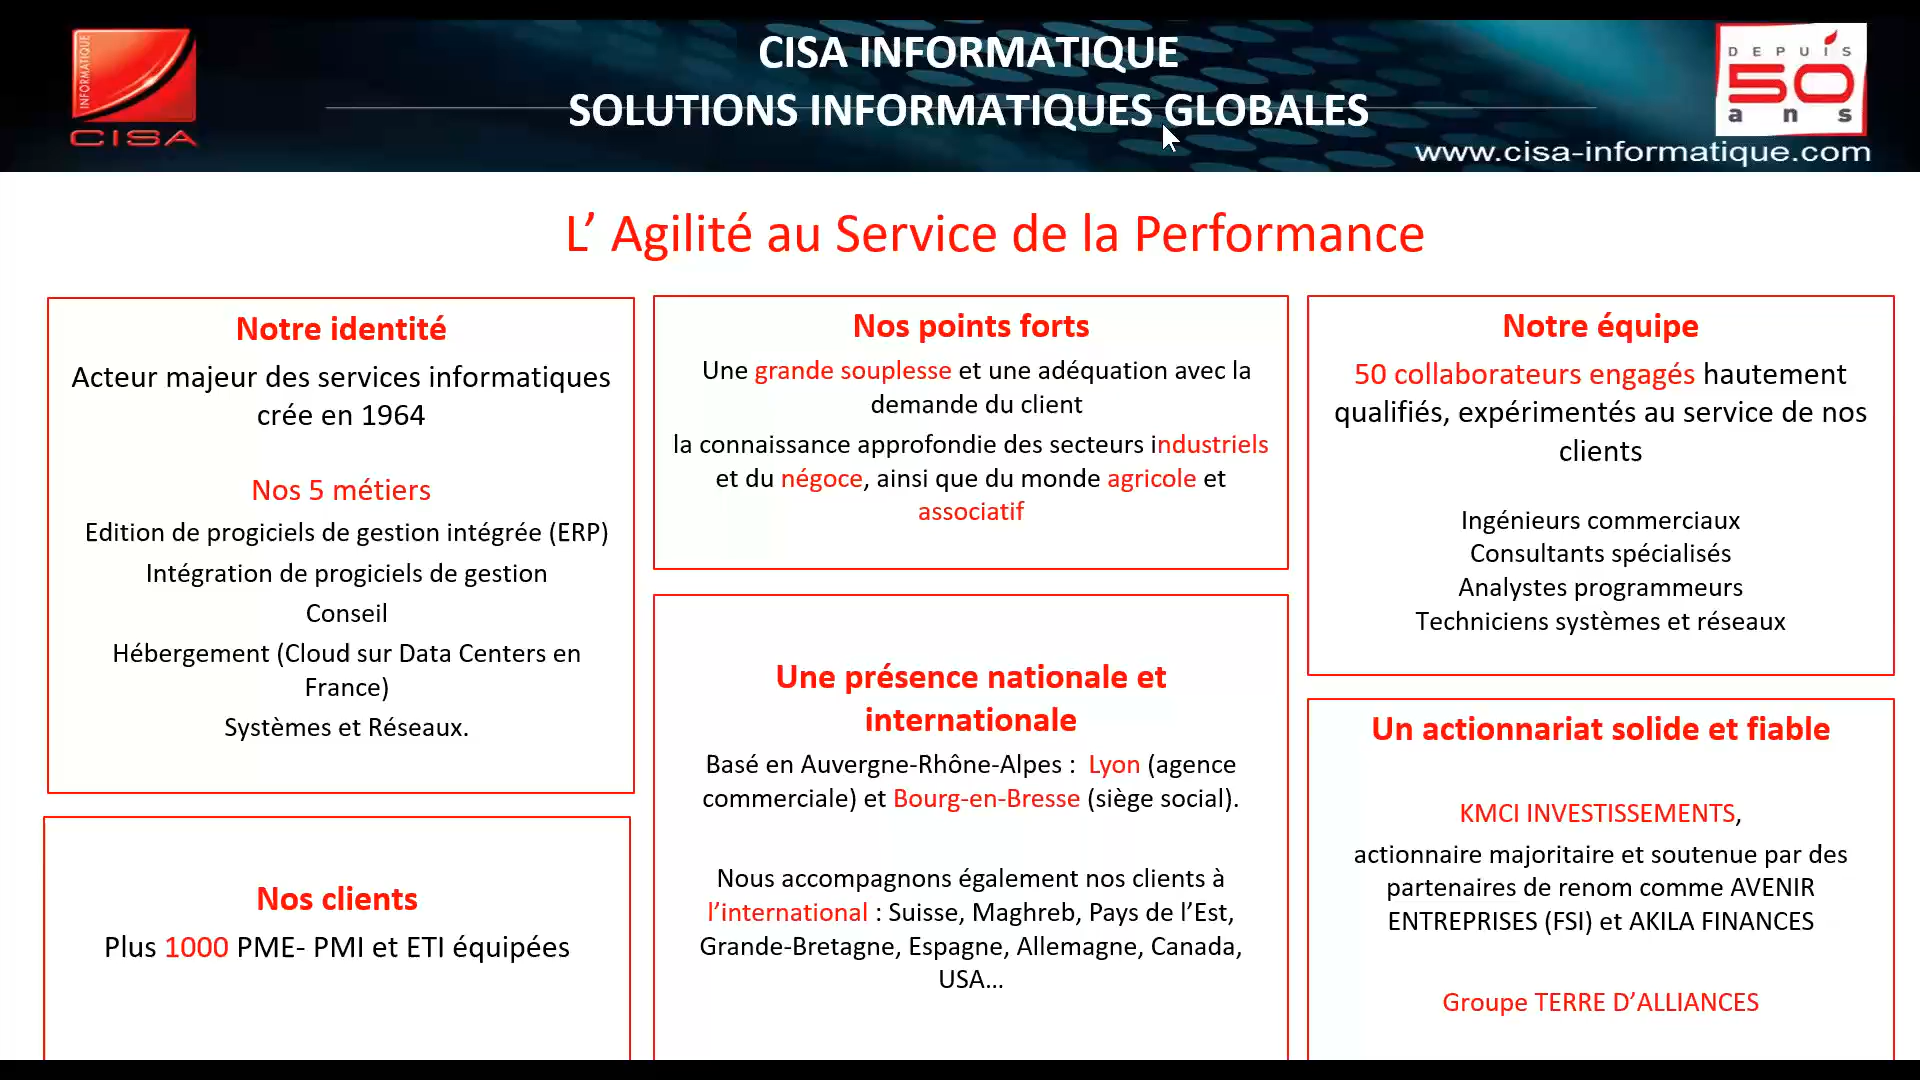 INFORMATIQUE
CISA
CISA INFORMATIQUE
SOLUTIONS INFORMATIQUES GLOBALES
DEPUIS
50
ans
www.cisa-informatique.com
L’ Agilité au Service de la Performance
Notre identité
Acteur majeur des services informatiques
crée en 1964
Nos 5 métiers
Edition de progiciels de gestion intégrée (ERP)
Intégration de progiciels de gestion
Conseil
Hébergement (Cloud sur Data Centers en
France)
Systèmes et Réseaux.
Nos clients
Plus 1000 PME- PMI et ETI équipées
Nos points forts
Une grande souplesse et une adéquation avec la
demande du client
la connaissance approfondie des secteurs industriels
et du négoce, ainsi que du monde agricole et
associatif
Une présence nationale et
internationale
Basé en Auvergne-Rhône-Alpes :  Lyon (agence
commerciale) et Bourg-en-Bresse (siège social).
Nous accompagnons également nos clients à
l’international : Suisse, Maghreb, Pays de l’Est,
Grande-Bretagne, Espagne, Allemagne, Canada,
USA…
Notre équipe
50 collaborateurs engagés hautement
qualifiés, expérimentés au service de nos
clients
Ingénieurs commerciaux
Consultants spécialisés
Analystes programmeurs
Techniciens systèmes et réseaux
Un actionnariat solide et fiable
KMCI INVESTISSEMENTS,
actionnaire majoritaire et soutenue par des
partenaires de renom comme AVENIR
ENTREPRISES (FSI) et AKILA FINANCES
Groupe TERRE D’ALLIANCES